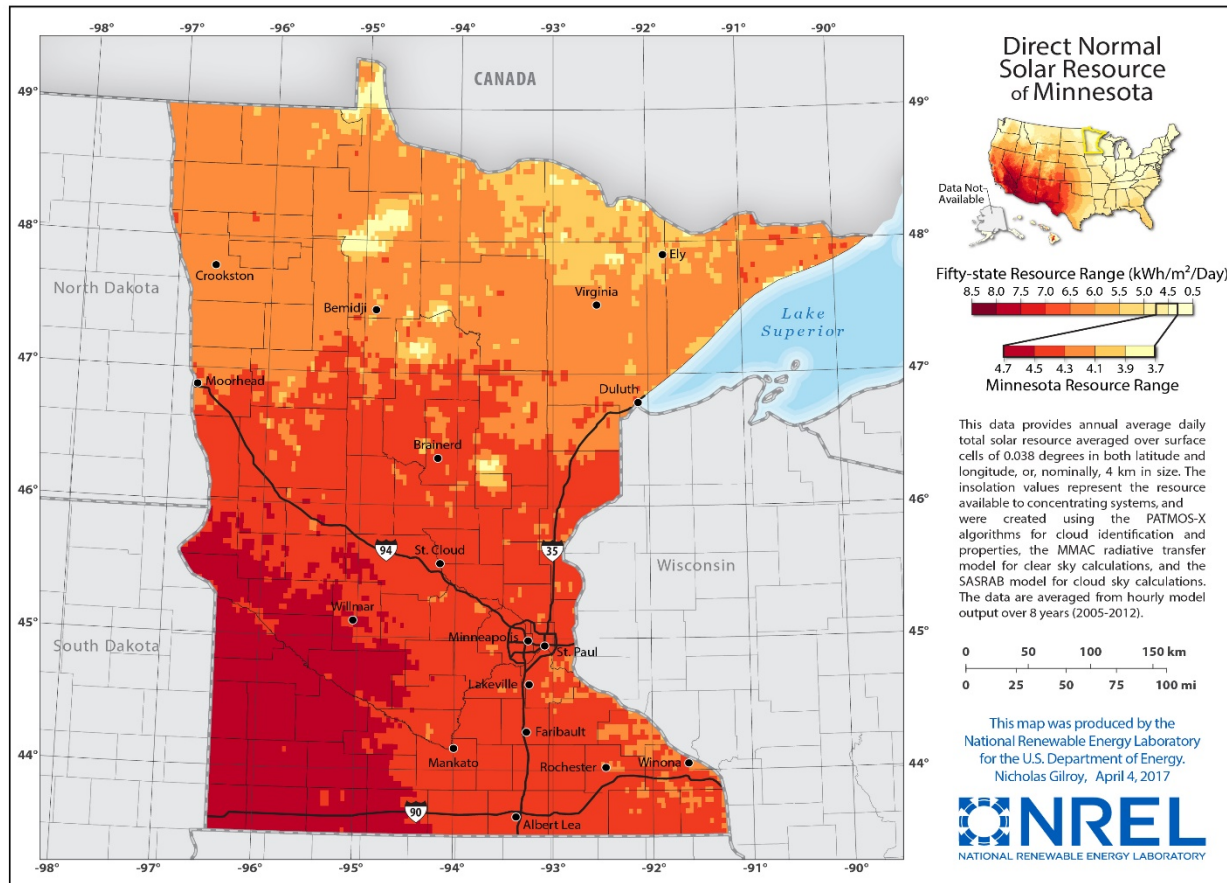 -98° -97° -96° -95° -94° -93° -92° -91° -90°
CANADA
49° 49°
48° 48°
47° 47°
46° 46°
45° 45°
44° 44°
North Dakota
South Dakota
Wisconsin
Lake
Superior
Crookston
Bemidji
Virginia
Ely
Moorhead
Duluth
Brainerd
94
St. Cloud
35
Willmar
Minneapolis
St. Paul
Lakeville
Faribault
Mankato
Rochester
Winona
90
Albert Lea
-98° -97° -96° -95° -94° -93° -92° -91° -90°
Direct Normal
Solar Resource
of Minnesota
Data Not
Available
Fifty-state Resource Range (kWh/m²/Day)
8.5 8.0 7.0 6.5 6.0 5.5 5.0 4.5 0.5
4.7 4.5 4.3 4.1 3.9 3.7
Minnesota Resource Range
This data provides annual average daily
total solar resource averaged over surface
cells of 0.038 degrees in both latitude and
longitude, or, nominally, 4 km in size. The
insolation values represent the resource
available to concentrating systems, and
were created using the PATMOS-X
algorithms for cloud identification and
properties, the MMAC radiative transfer
model for clear sky calculations, and the
SASRAB model for cloud sky calculations.
The data are averaged from hourly model
output over 8 years (2005-2012).
0 50 100 150 km
0 25 50 75 100 mi
This map was produced by the
National Renewable Energy Laboratory
for the U.S. Department of Energy.
Nicholas Gilroy, April 4, 2017
NREL
NATIONAL RENEWABLE ENERGY LABORATORY